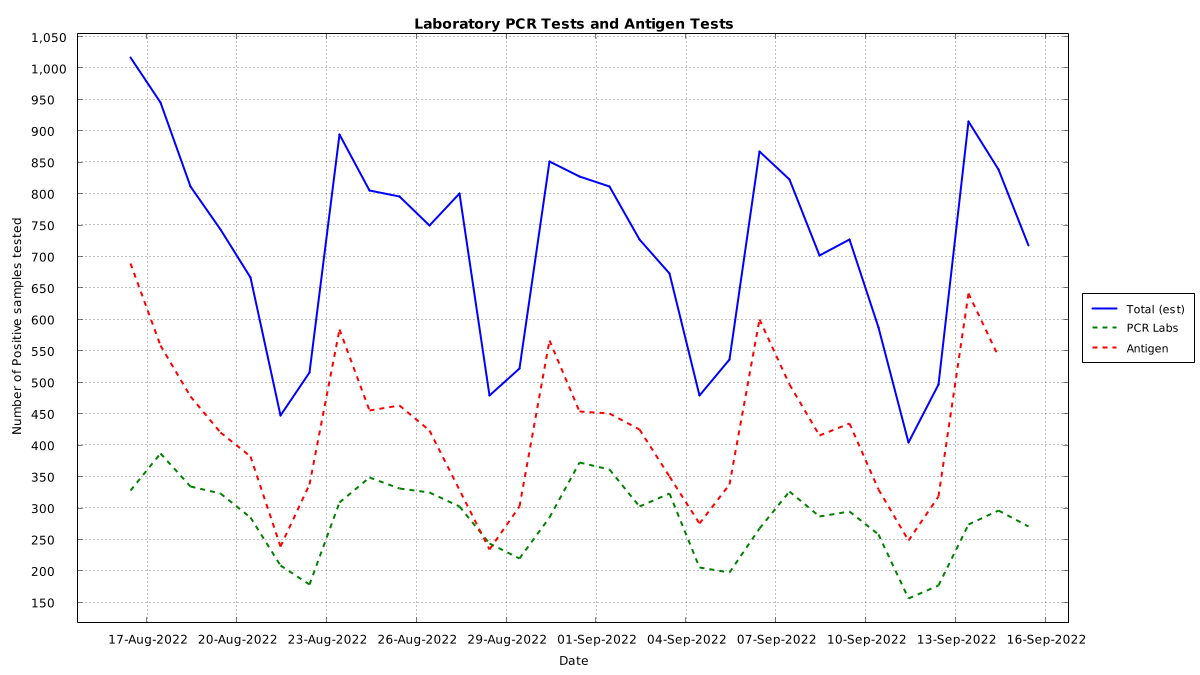 Laboratory PCR Tests and Antigen Tests
1,050
1,000
950
900
850
800
750
700
650
600
550
500
450
400
350
300
250
200
150
Number of Positive samples tested
17-Aug-2022 20-Aug-2022 23-Aug-2022 26-Aug-2022 29-Aug-2022 01-Sep-2022 04-Sep-2022 07-Sep-2022 10-Sep-2022 13-Sep-2022 16-Sep-2022
Date
Total (est)
PCR Labs
Antigen